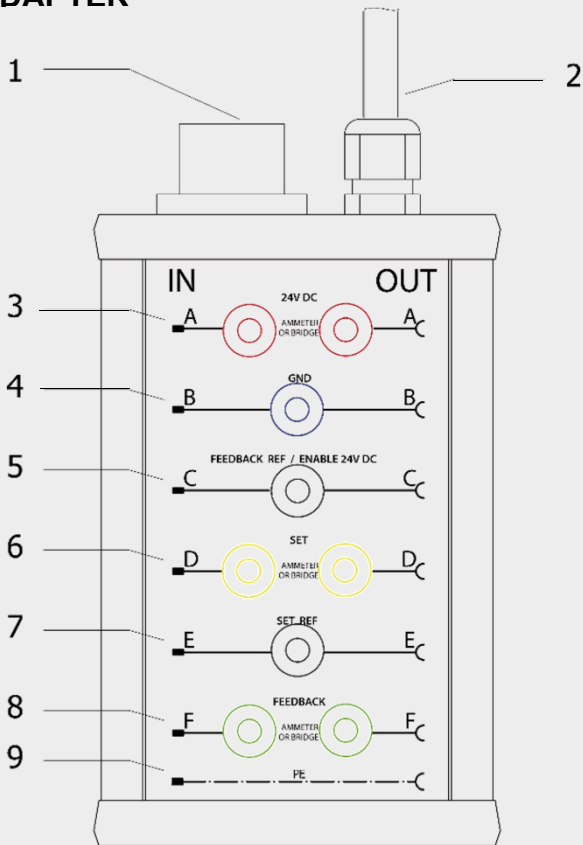 1
2
IN OUT
24V DC
3
A AMMETER A
OR BRIDGE
GND
4
B B
FEEDBACK REF / ENABLE 24V DC
5
C C
SET
6
D AMMETER D
OR BRIDGE
SET REF
7
E E
FEEDBACK
8
F AMMETER F
OR BRIDGE
9
PE